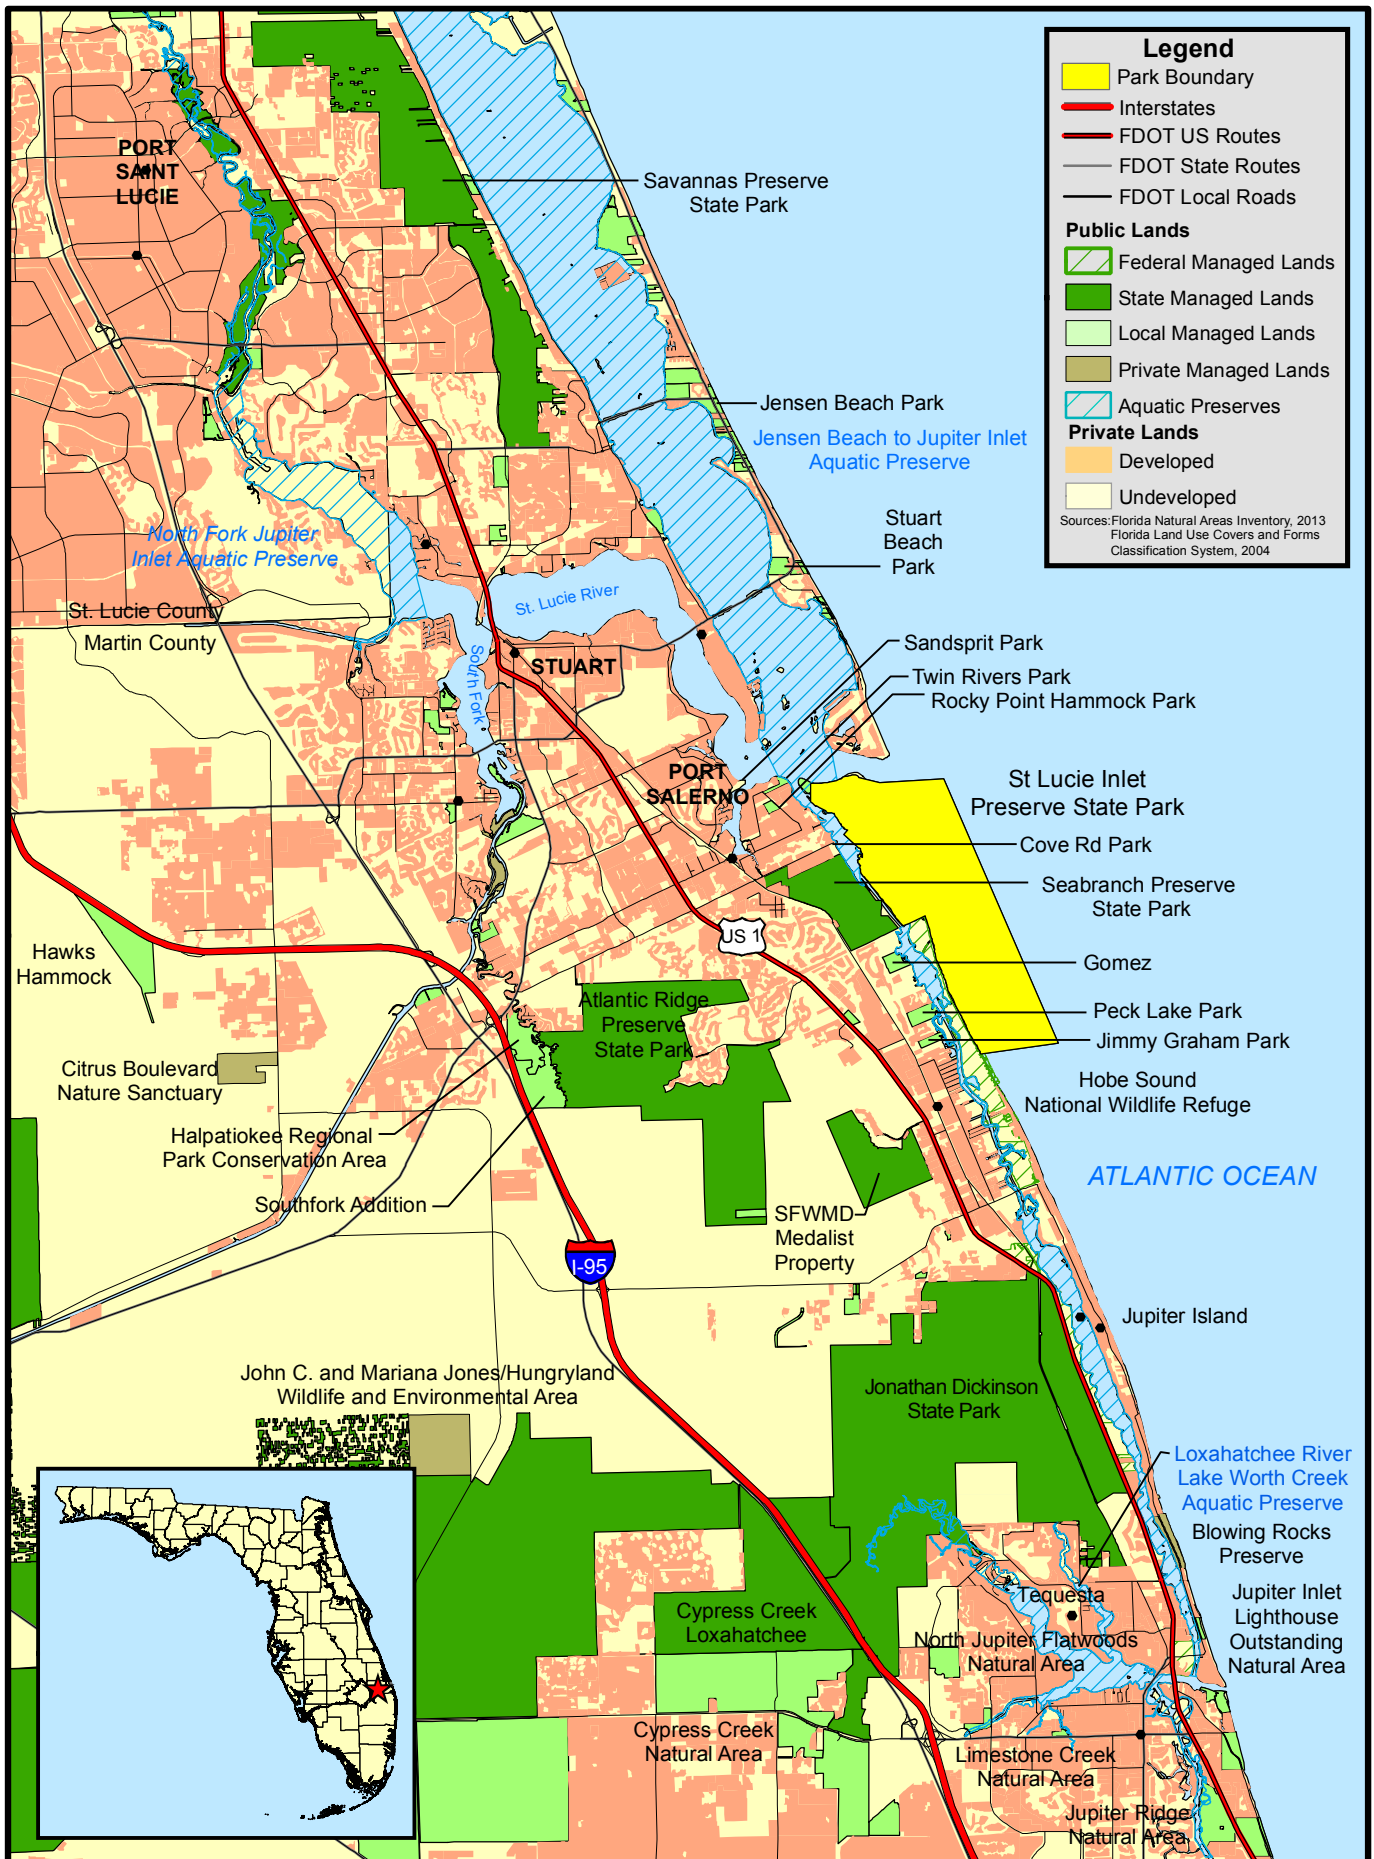 Legend
Park Boundary
Interstates
FDOT US Routes
FDOT State Routes
FDOT Local Roads
Public Lands
Federal Managed Lands
State Managed Lands
Local Managed Lands
Private Managed Lands
Aquatic Preserves
Private Lands
Developed
Undeveloped
Sources:Florida Natural Areas Inventory, 2013
Florida Land Use Covers and Forms
Classification System, 2004
PORT
SAINT
LUCIE
Savannas Preserve
State Park
Jensen Beach Park
Jensen Beach to Jupiter Inlet
Aquatic Preserve
North Fork Jupiter
Inlet Aquatic Preserve
Stuart
Beach
Park
St. Lucie River
St. Lucie County
Martin County
South Fork
STUART
Sandsprit Park
Twin Rivers Park
Rocky Point Hammock Park
PORT
SALERNO
St Lucie Inlet
Preserve State Park
Cove Rd Park
Seabranch Preserve
State Park
US 1
Hawks
Hammock
Gomez
Atlantic Ridge
Preserve
State Park
Peck Lake Park
Jimmy Graham Park
Citrus Boulevard
Nature Sanctuary
Hobe Sound
National Wildlife Refuge
Halpatiokee Regional
Park Conservation Area
ATLANTIC OCEAN
Southfork Addition
SFWMD
Medalist
Property
I-95
Jupiter Island
John C. and Mariana Jones/Hungryland
Wildlife and Environmental Area
Jonathan Dickinson
State Park
Loxahatchee River
Lake Worth Creek
Aquatic Preserve
Blowing Rocks
Preserve
Tequesta
Jupiter Inlet
Lighthouse
Outstanding
Natural Area
Cypress Creek
Loxahatchee
North Jupiter Flatwoods
Natural Area
Cypress Creek
Natural Area
Limestone Creek
Natural Area
Jupiter Ridge
Natural Area